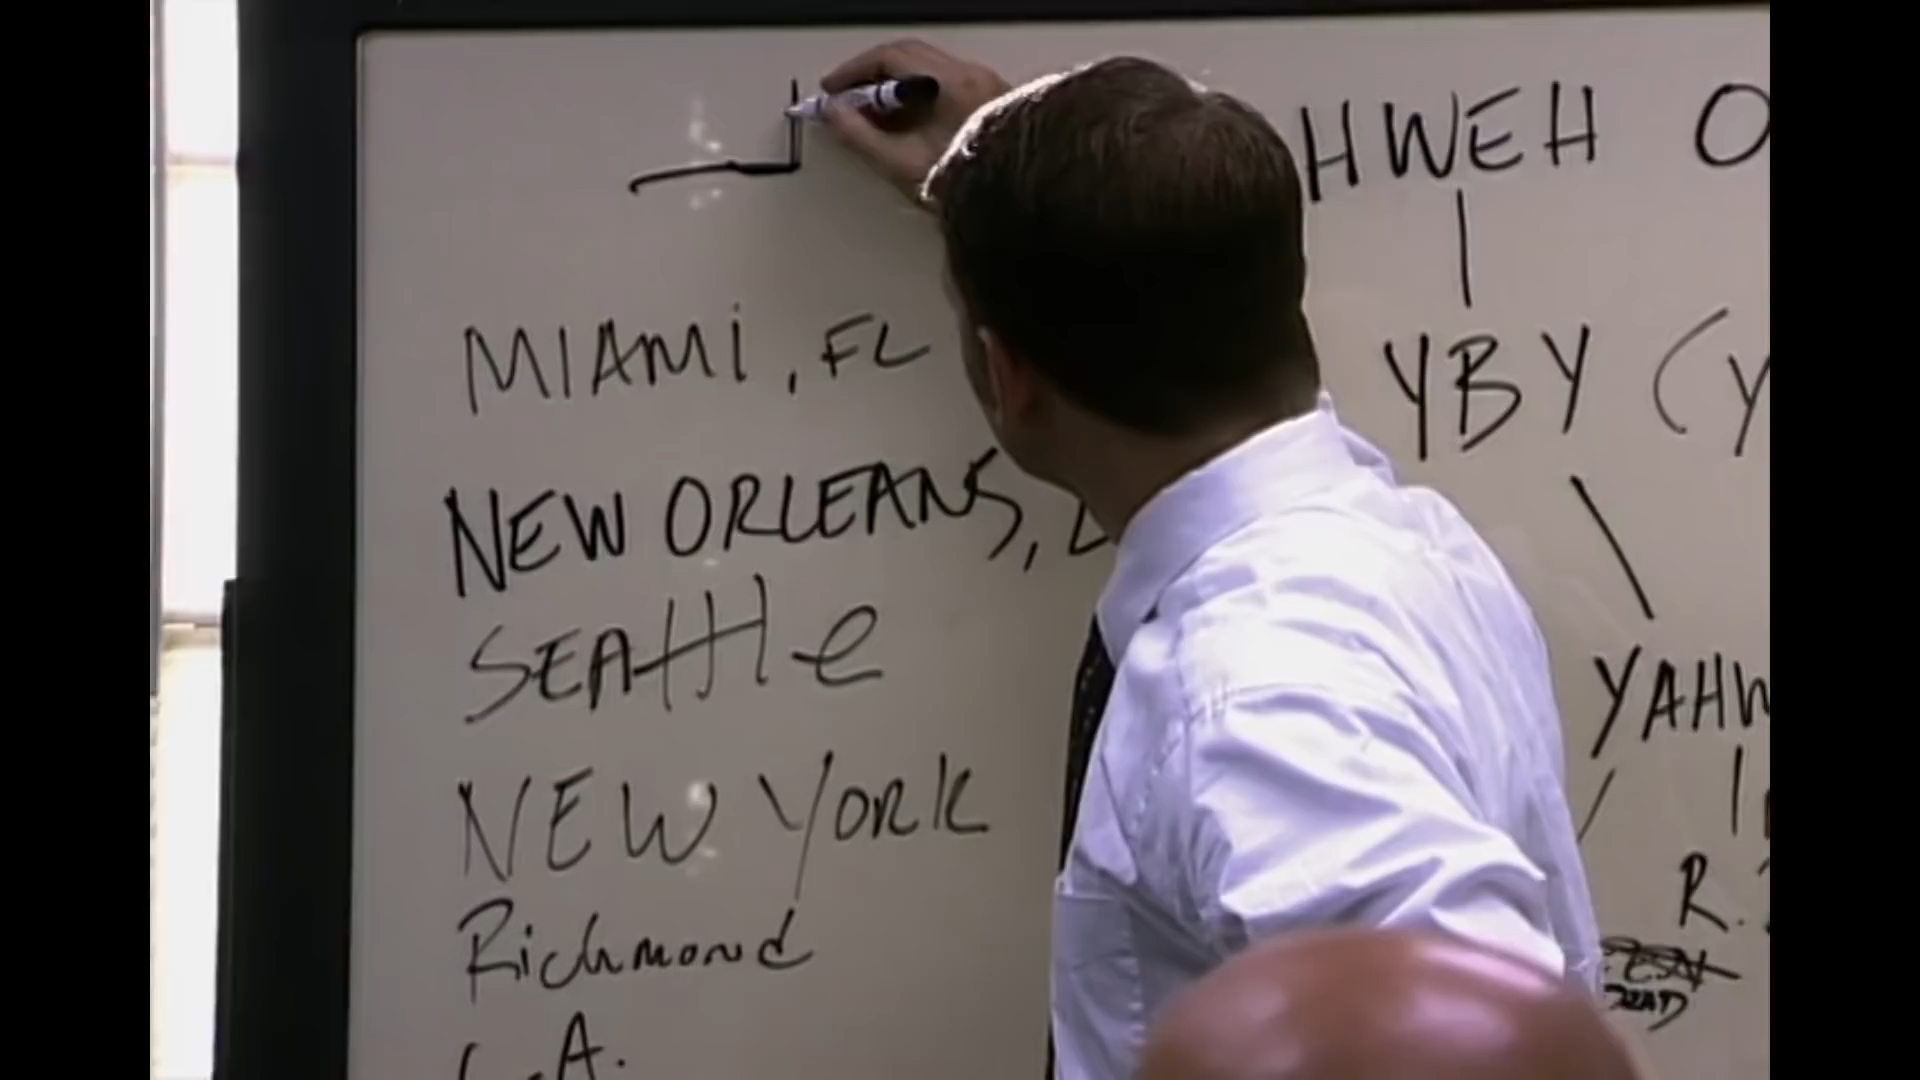 HWEH O
MIAMI, FL
YBY (Y
NEW ORLEANS, L
SEAttle
YAHW
NEW YORK
R.
Richmond
L.A.